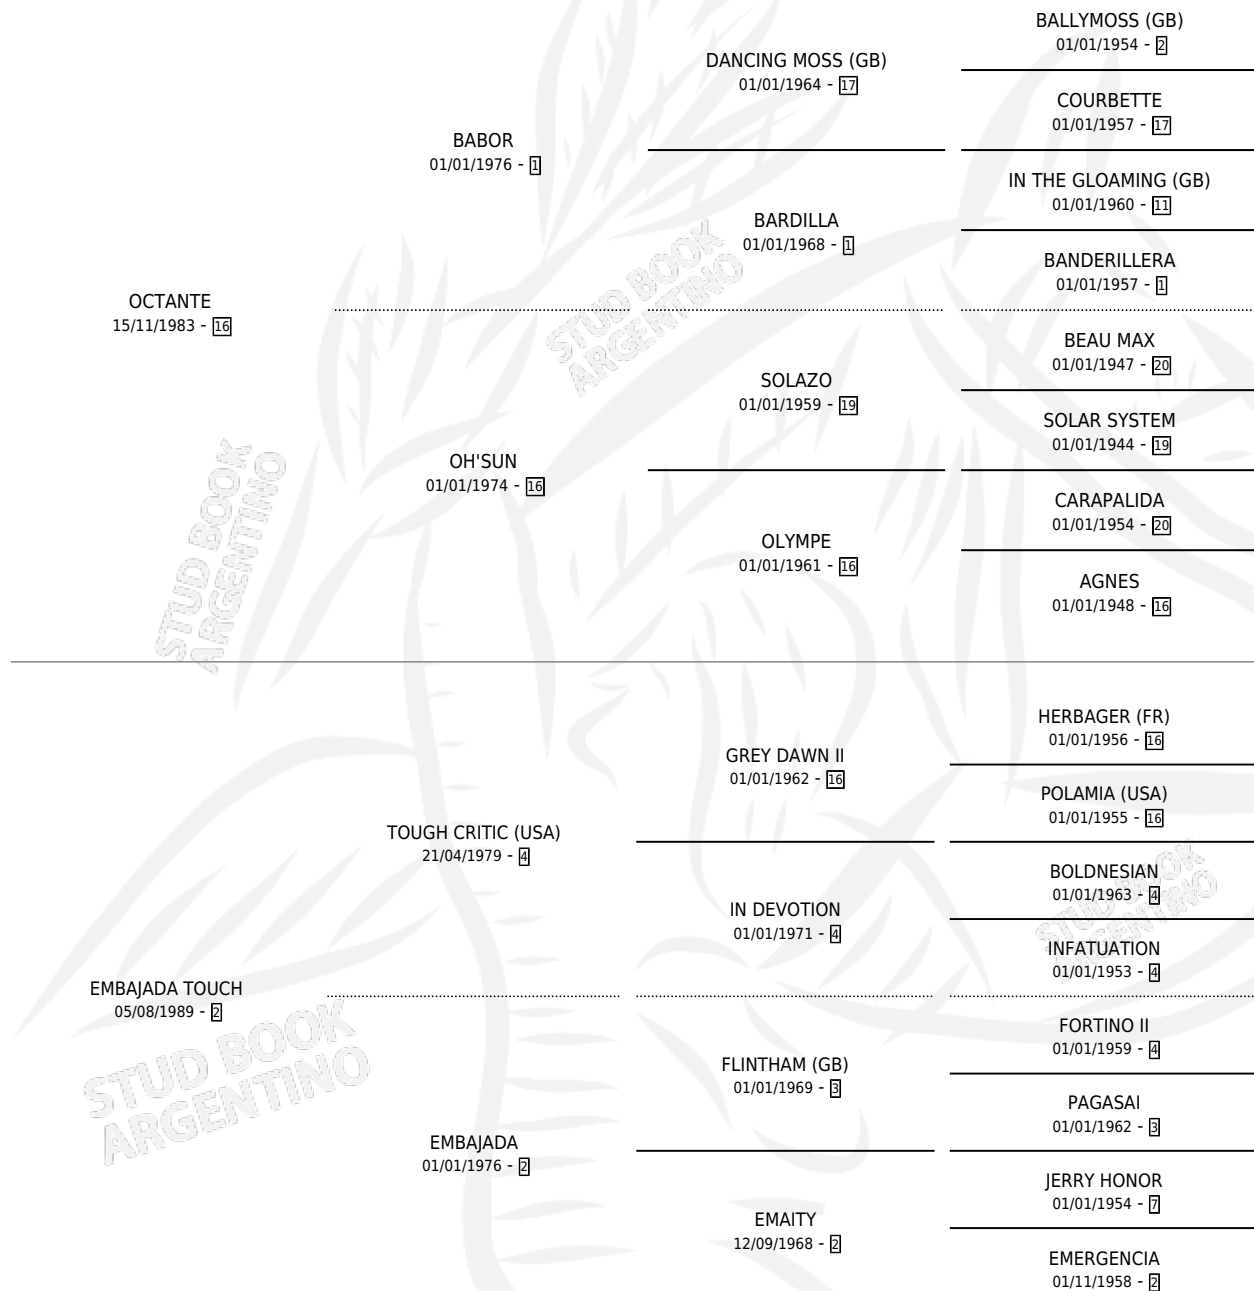 BALLYMOSS (GB)
01/01/1954 - 2
DANCING MOSS (GB)
01/01/1964 - 17
COURBETTE
01/01/1957 - 17
BABOR
01/01/1976 - 1
IN THE GLOAMING (GB)
01/01/1960 - 11
BARDILLA
01/01/1968 - 1
BANDERILLERA
01/01/1957 - 1
OCTANTE
15/11/1983 - 16
BEAU MAX
01/01/1947 - 20
SOLAZO
01/01/1959 - 19
SOLAR SYSTEM
01/01/1944 - 19
OH'SUN
01/01/1974 - 16
CARAPALIDA
01/01/1954 - 20
OLYMPE
01/01/1961 - 16
AGNES
01/01/1948 - 16
STUD BOOK
ARGENTINO
STUD BOOK
ARGENTINO
HERBAGER (FR)
01/01/1956 - 16
GREY DAWN II
01/01/1962 - 16
POLAMIA (USA)
01/01/1955 - 16
TOUGH CRITIC (USA)
21/04/1979 - 4
BOLDNESIAN
01/01/1963 - 4
IN DEVOTION
01/01/1971 - 4
INFATUATION
01/01/1953 - 4
EMBAJADA TOUCH
05/08/1989 - 2
FORTINO II
01/01/1959 - 4
FLINTHAM (GB)
01/01/1969 - 3
PAGASAI
01/01/1962 - 3
EMBAJADA
01/01/1976 - 2
JERRY HONOR
01/01/1954 - 7
EMAITY
12/09/1968 - 2
EMERGENCIA
01/11/1958 - 2
STUD BOOK
ARGENTINO
STUD BOOK
ARGENTINO